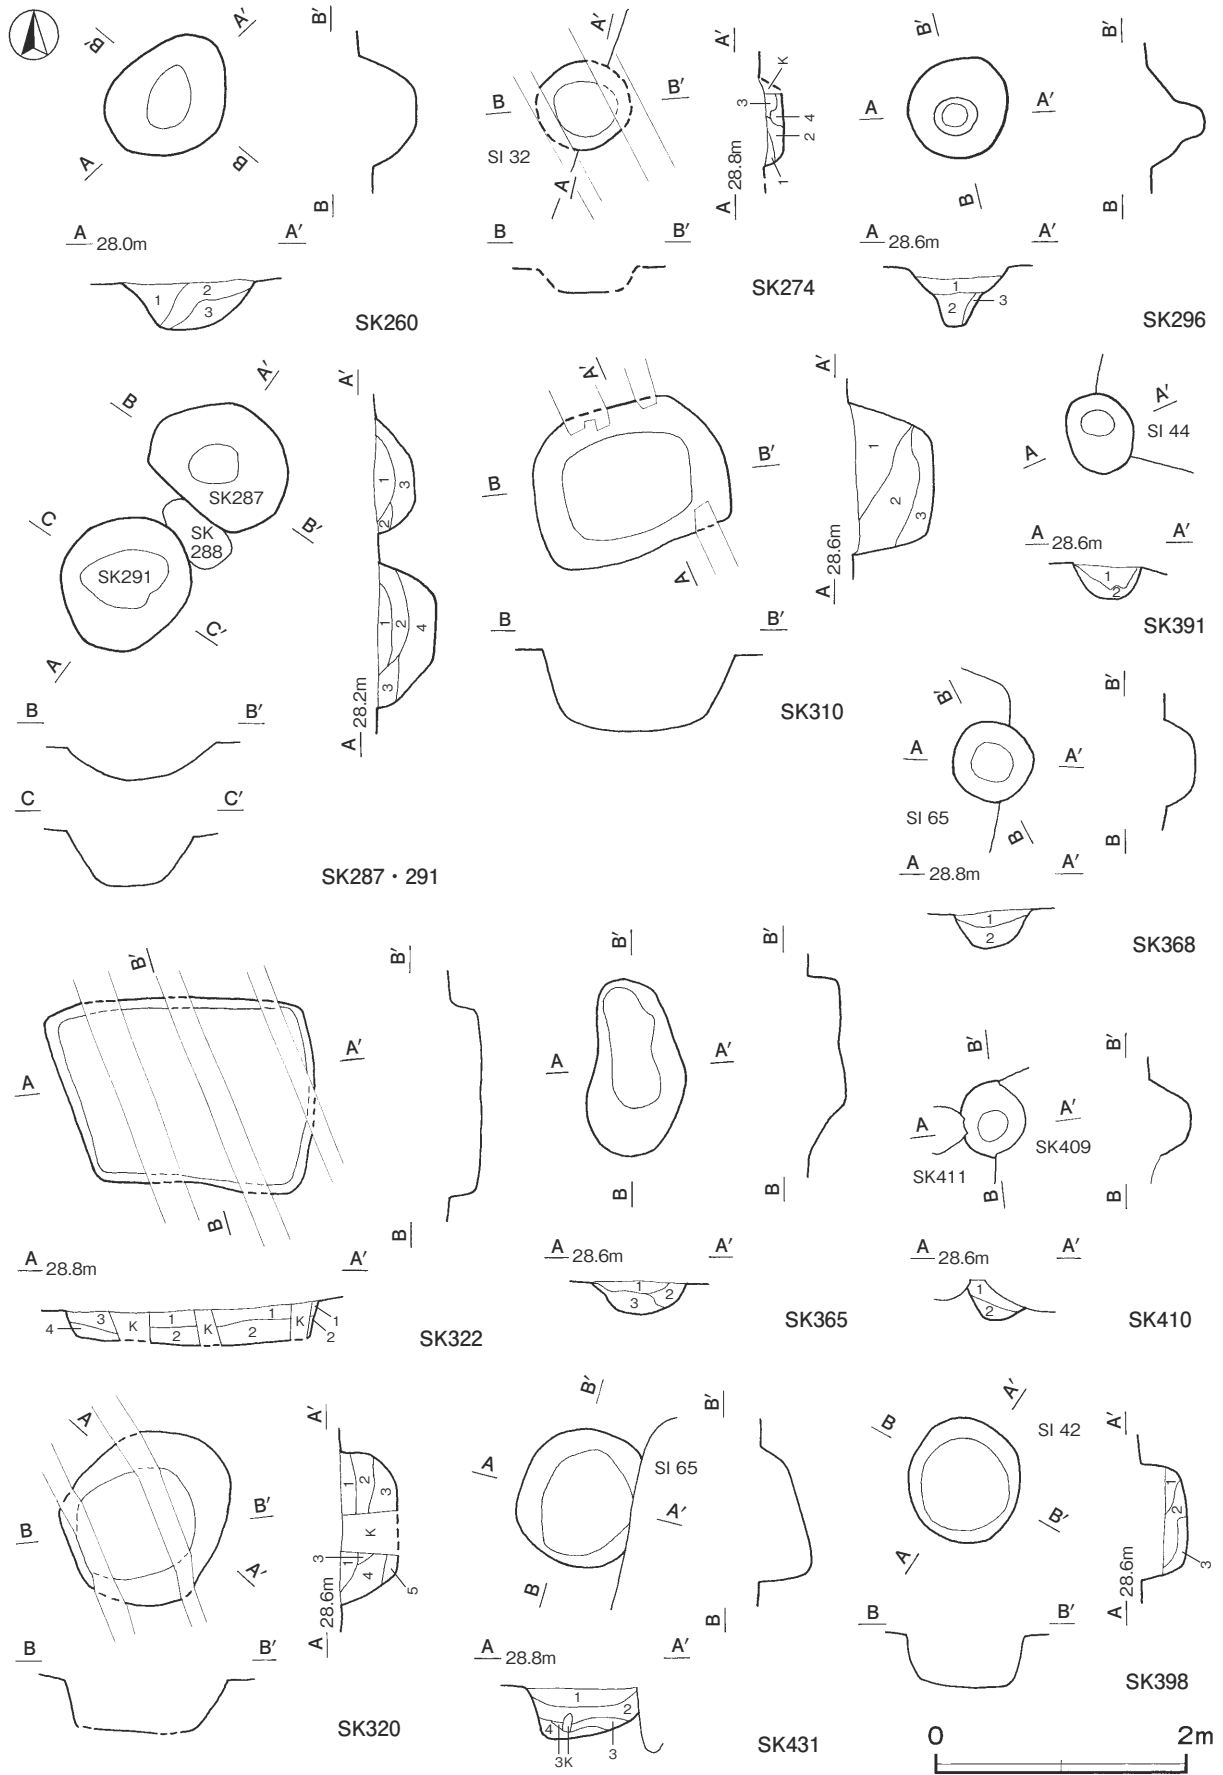 A
A'
B
B'
B'
B
A 28.0m
A'
1
2
3
SK260
A'
B
B'
SI 32
A
A'
K
3
4
2
1
A 28.8m
B
B'
SK274
B'
A
A'
B
B'
B
A 28.6m
A'
1
2
3
SK296
B
A'
SK287
SK
288
C
B'
SK291
C'
A
A'
1
3
2
1
2
4
3
A 28.2m
B
B'
C
C'
SK287・291
A'
B
B'
A
A'
1
2
3
A 28.6m
B
B'
SK310
A'
SI 44
A
A 28.6m
A'
1
2
SK391
B'
A
A'
SI 65
B
B'
B
A 28.8m
A'
1
2
SK368
B'
A
A'
B
B'
B
A 28.8m
A'
3
4
K
1
2
K
1
2
K
1
2
SK322
B'
A
A'
B
B'
B
A 28.6m
A'
1
2
3
SK365
B'
A
A'
SK409
SK411
B
B'
B
A 28.6m
A'
1
2
SK410
A
B
B'
A'
A'
1
2
3
K
3
1
4
5
A 28.6m
B
B'
SK320
B'
A
SI 65
A'
B
B'
B
A 28.8m
A'
1
2
4
3K
3
SK431
A'
B
SI 42
B'
A
A'
1
2
3
A 28.6m
B
B'
SK398
0
2m